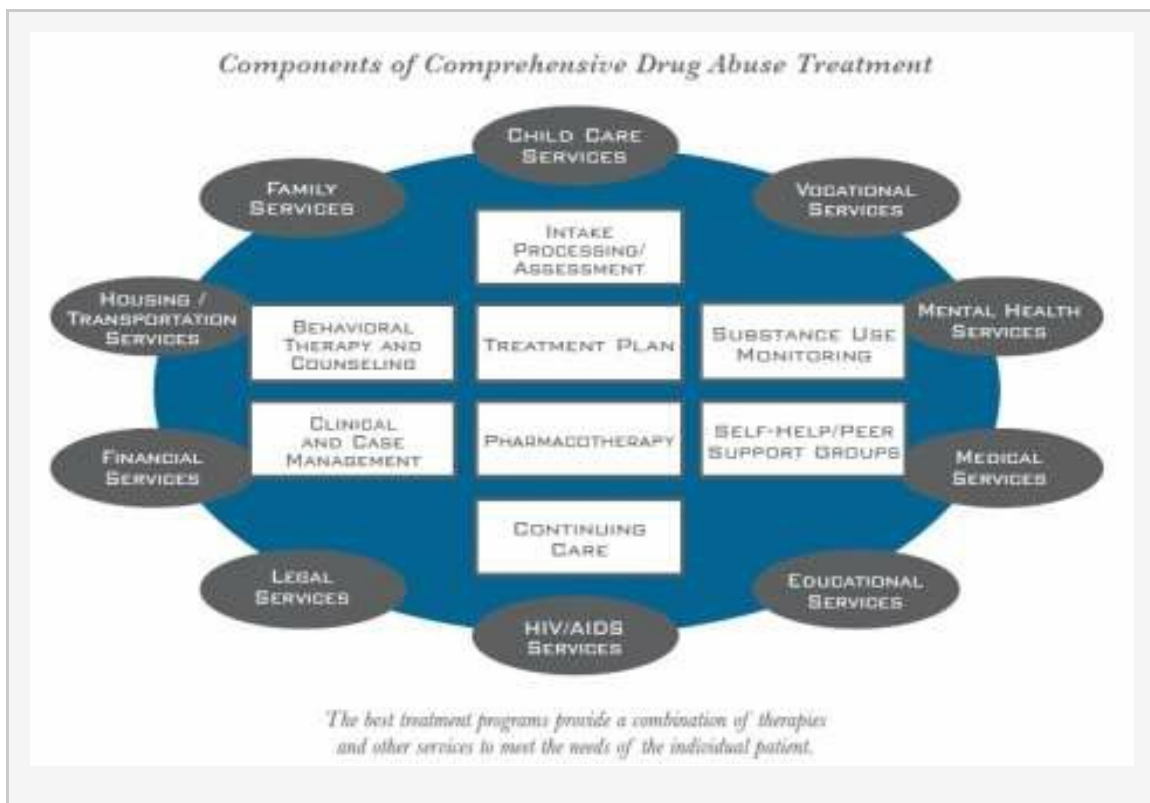 Components of Comprehensive Drug Abuse Treatment
CHILD CARE
SERVICES
FAMILY
SERVICES
VOCATIONAL
SERVICES
INTAKE
PROCESSING/
ASSESSMENT
HOUSING /
TRANSPORTATION
SERVICES
BEHAVIORAL
THERAPY AND
COUNSELING
TREATMENT PLAN
SUBSTANCE USE
MONITORING
MENTAL HEALTH
SERVICES
CLINICAL
AND CASE
MANAGEMENT
PHARMACOTHERAPY
SELF-HELP/PEER
SUPPORT GROUPS
FINANCIAL
SERVICES
MEDICAL
SERVICES
CONTINUING
CARE
LEGAL
SERVICES
EDUCATIONAL
SERVICES
HIV/AIDS
SERVICES
The best treatment programs provide a combination of therapies
and other services to meet the needs of the individual patient.